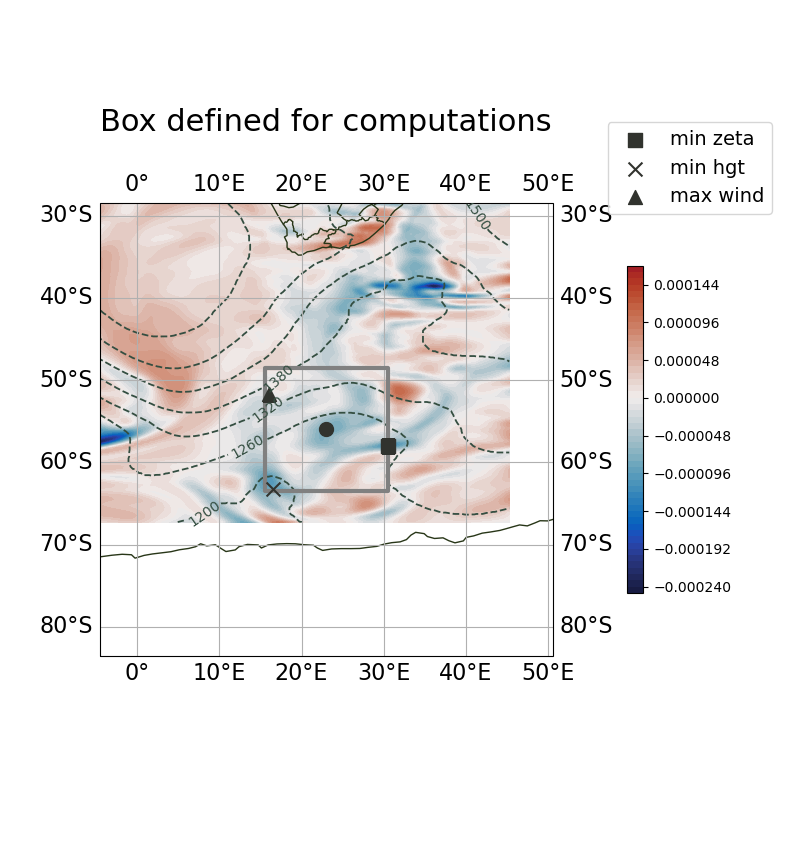 Box defined for computations
min zeta
min hgt
max wind
0° 10°E 20°E 30°E 40°E 50°E
30°S 30°S
40°S 40°S
50°S 50°S
60°S 60°S
70°S 70°S
80°S 80°S
0° 10°E 20°E 30°E 40°E 50°E
1500
1380
1320
1260
1200
0.000144
0.000096
0.000048
0.000000
−0.000048
−0.000096
−0.000144
−0.000192
−0.000240